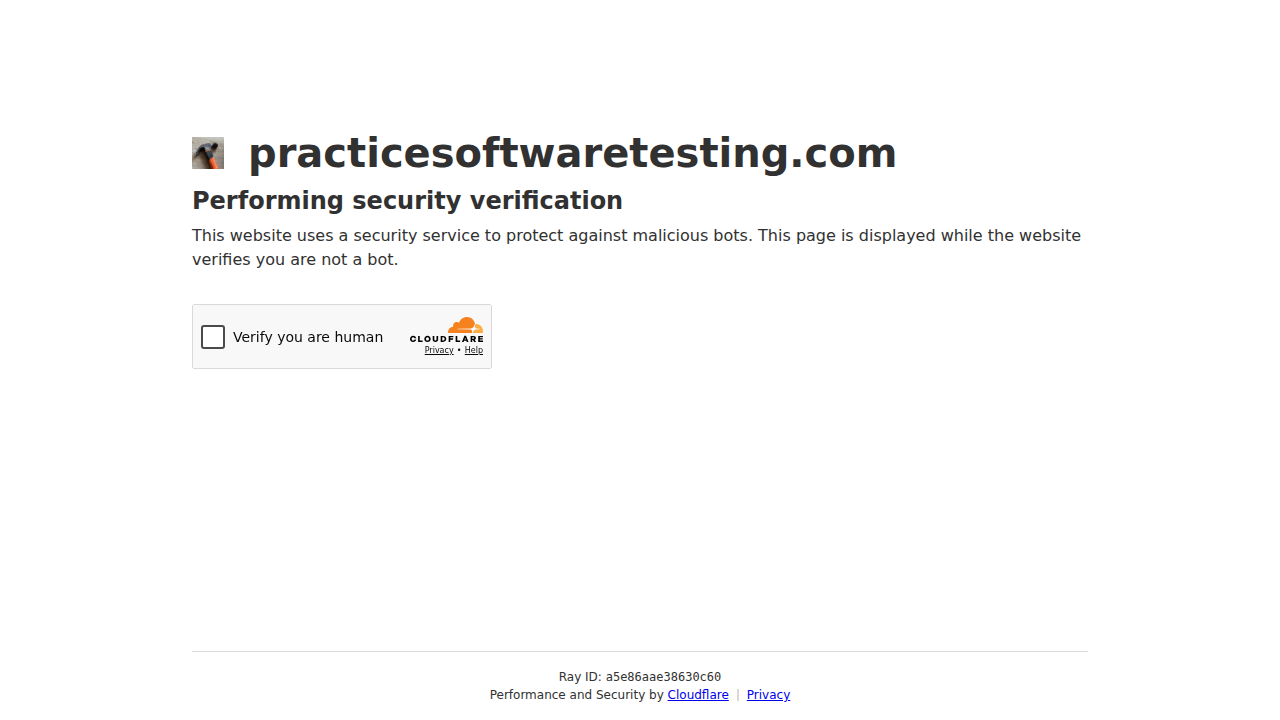 practicesoftwaretesting.com
Performing security verification
This website uses a security service to protect against malicious bots. This page is displayed while the website
verifies you are not a bot.
Verify you are human
CLOUDFLARE
Privacy • Help
Ray ID: a5e86aae38630c60
Performance and Security by Cloudflare | Privacy